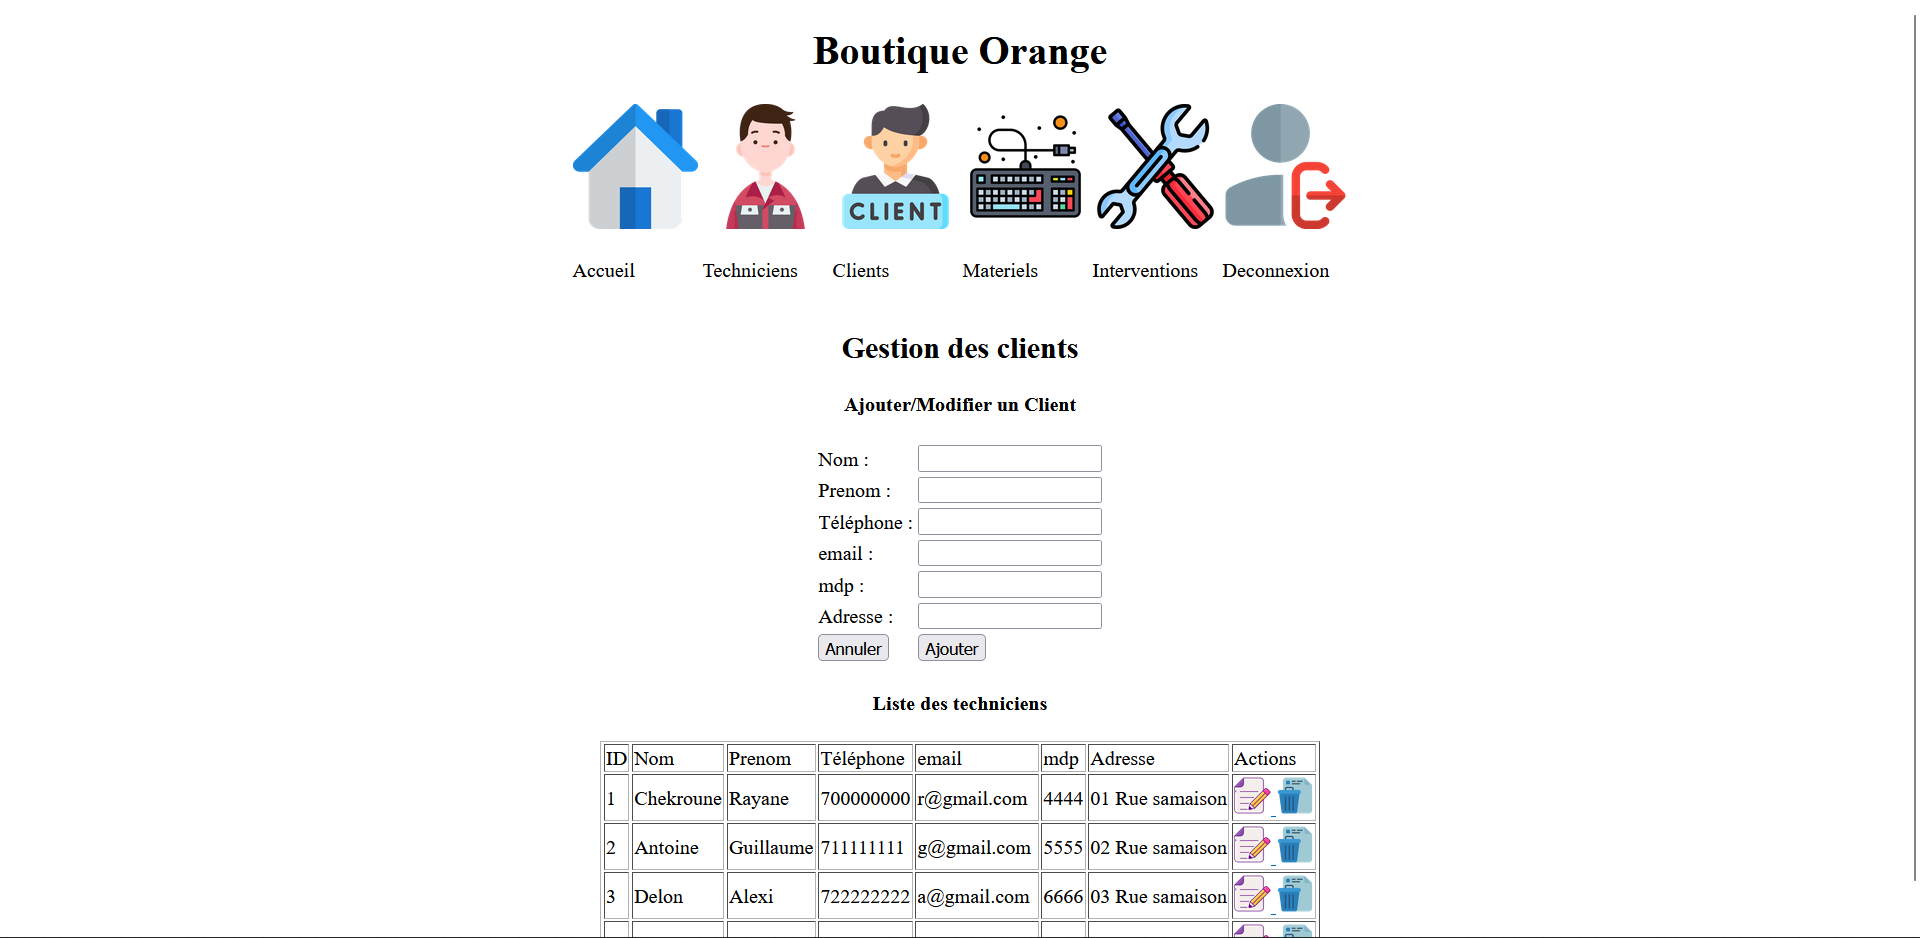 Boutique Orange
CLIENT
Accueil Techniciens Clients Materiels Interventions Deconnexion
Gestion des clients
Ajouter/Modifier un Client
Nom :
Prenom :
Téléphone :
email :
mdp :
Adresse :
Annuler Ajouter
Liste des techniciens
ID Nom Prenom Téléphone email mdp Adresse Actions
1 Chekroune Rayane 700000000 r@gmail.com 4444 01 Rue samaison
2 Antoine Guillaume 711111111 g@gmail.com 5555 02 Rue samaison
3 Delon Alexi 722222222 a@gmail.com 6666 03 Rue samaison